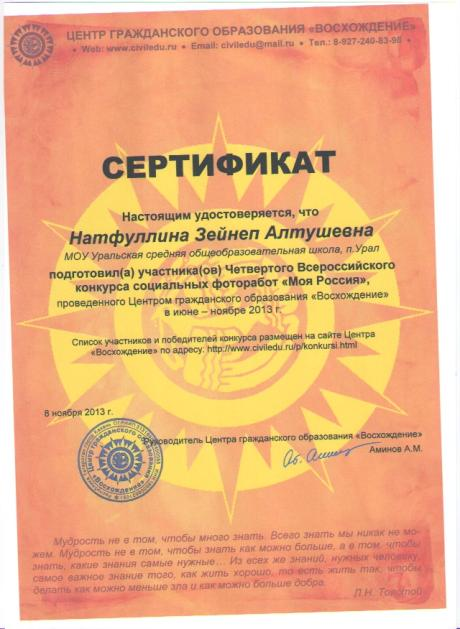 ЦЕНТР ГРАЖДАНСКОГО ОБРАЗОВАНИЯ «ВОСХОЖДЕНИЕ»
• Web: www.civiledu.ru • Email: civiledu@mail.ru • Тел.: 8-927-240-83-96 •
СЕРТИФИКАТ
Настоящим удостоверяется, что
Натфуллина Зейнеп Алтушевна
МОУ Уральская средняя общеобразовательная школа, п.Урал
подготовил(а) участника(ов) Четвертого Всероссийского
конкурса социальных фоторабот «Моя Россия»,
проведенного Центром гражданского образования «Восхождение»
в июне – ноябре 2013 г.
Список участников и победителей конкурса размещен на сайте Центра
«Восхождение» по адресу: http://www.civiledu.ru/p/konkursi.html
8 ноября 2013 г.
Руководитель Центра гражданского образования «Восхождение»
Аминов А.М.
Центр гражданского образования
«Восхождение»
Мудрость не в том, чтобы много знать. Всего знать мы никак не мо-
жем. Мудрость не в том, чтобы знать как можно больше, а в том, чтобы
знать, какие знания самые нужные... Из всех же знаний, нужных человеку,
самое важное знание того, как жить хорошо, то есть жить так, чтобы
делать как можно меньше зла и как можно больше добра.
Л.Н. Толстой